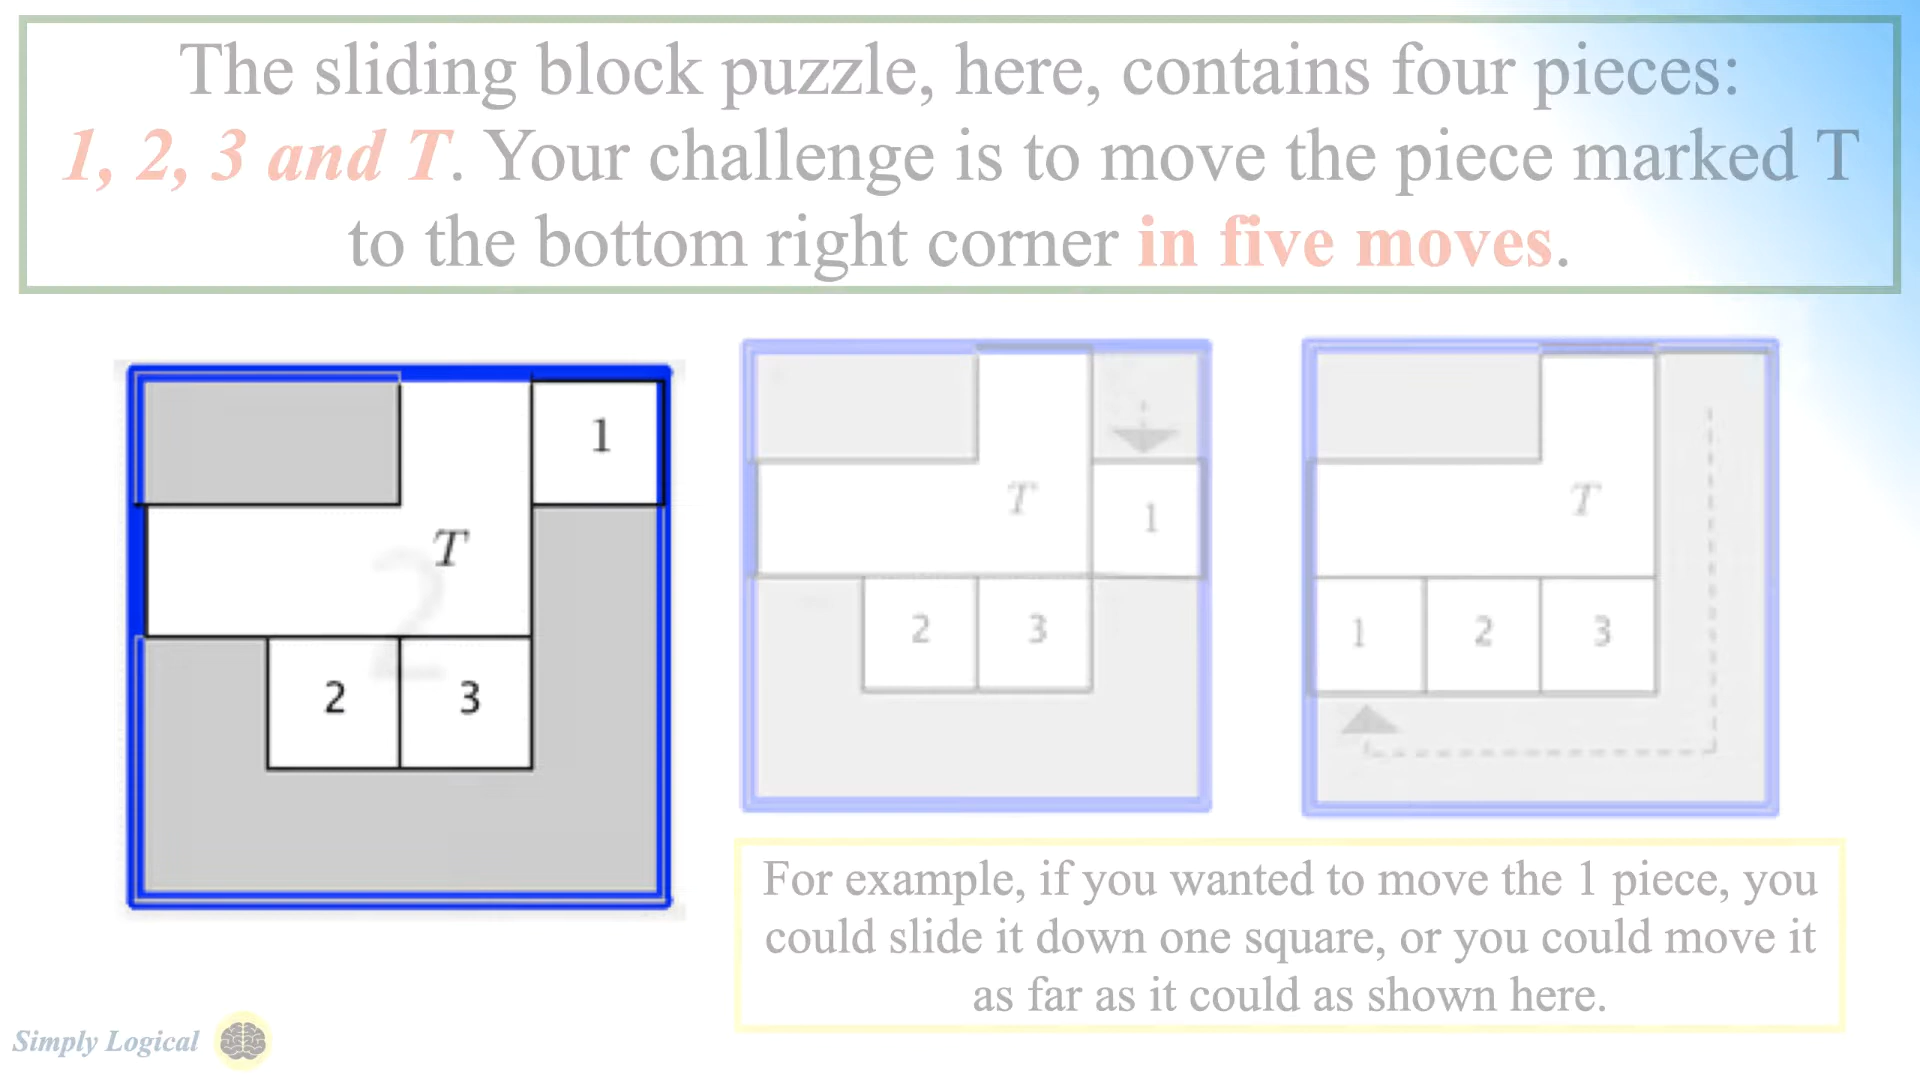 The sliding block puzzle, here, contains four pieces:
1, 2, 3 and T. Your challenge is to move the piece marked T
to the bottom right corner in five moves.
1
T
2
2 3
T
1
2 3
T
1 2 3
For example, if you wanted to move the 1 piece, you
could slide it down one square, or you could move it
as far as it could as shown here.
Simply Logical